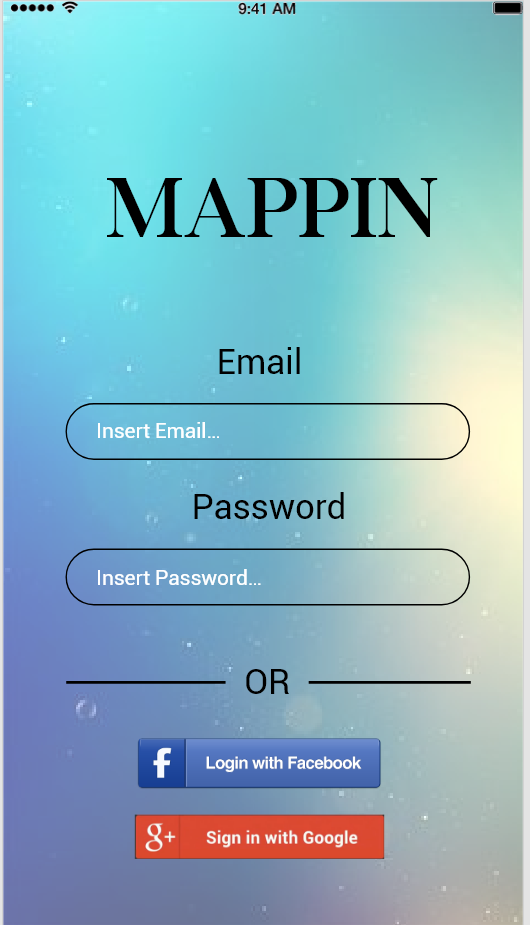 9:41 AM
MAPPIN
Email
Insert Email...
Password
Insert Password...
OR
f Login with Facebook
g+ Sign in with Google